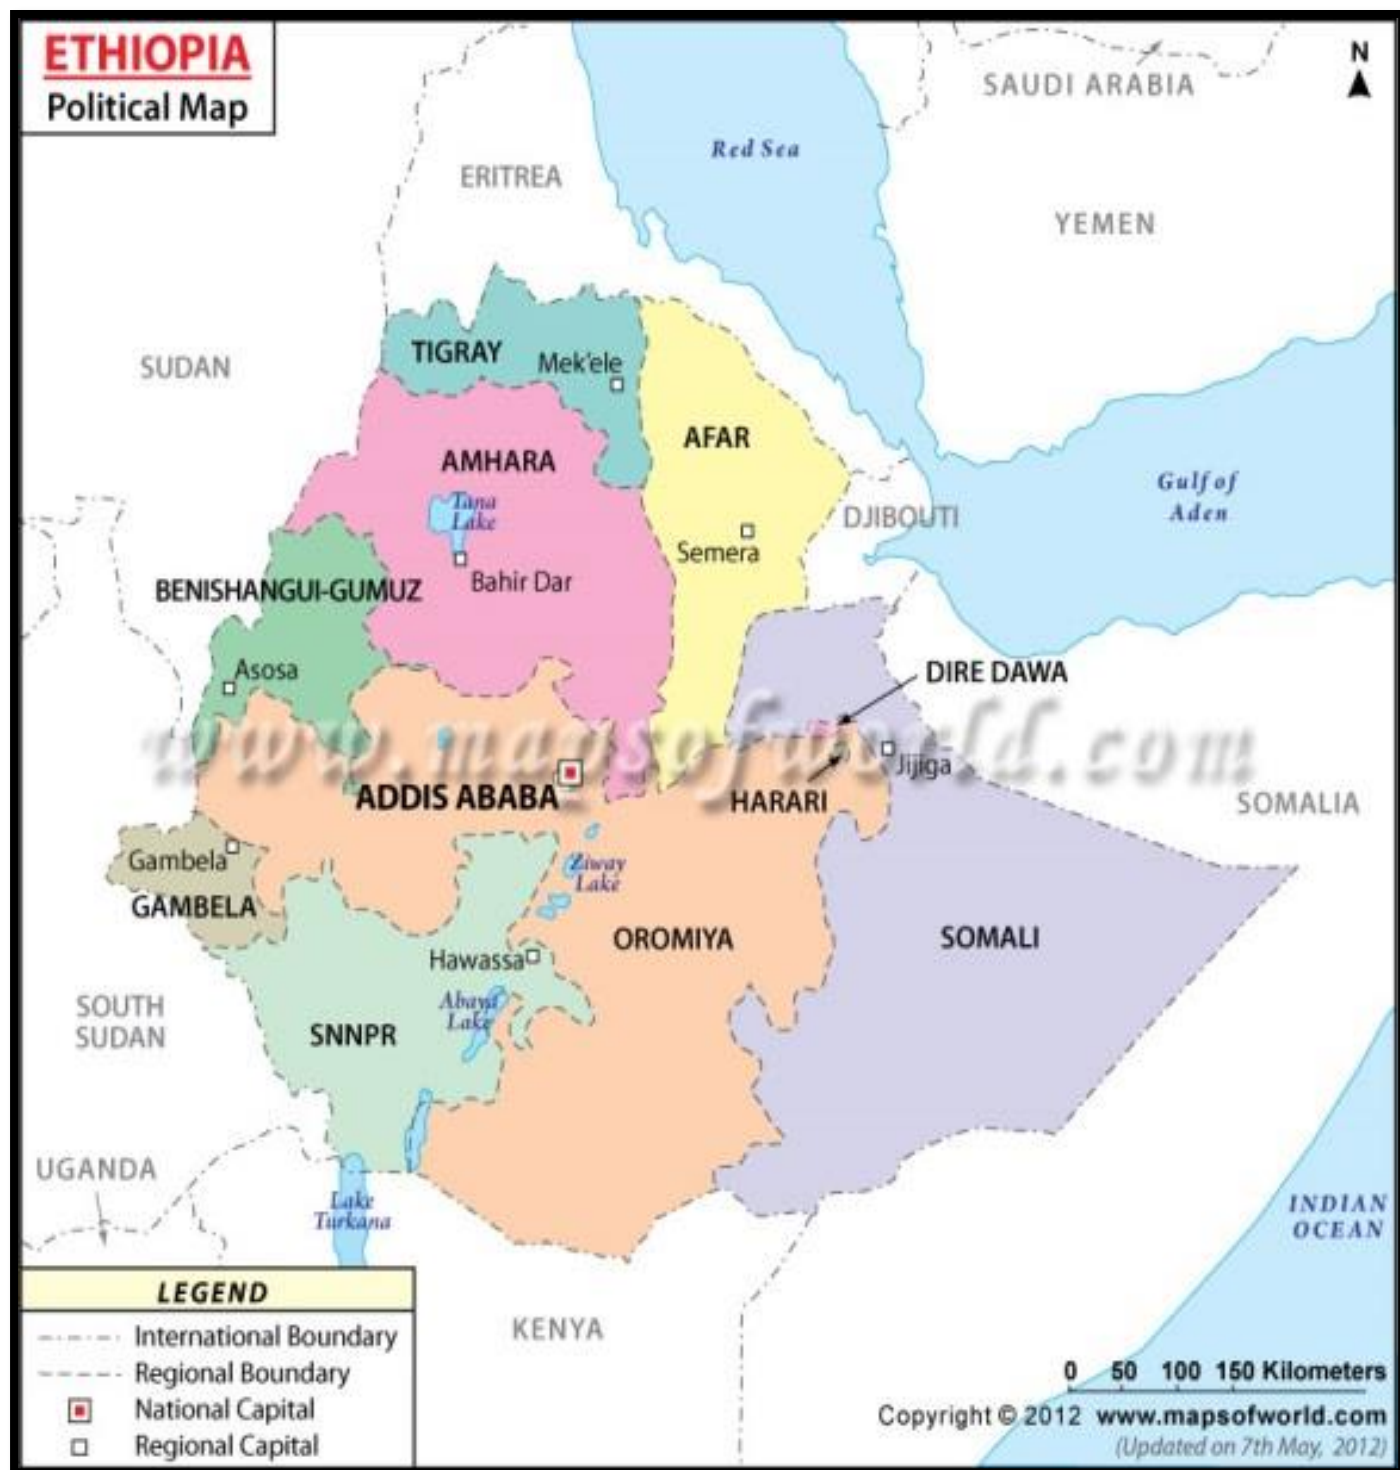 ETHIOPIA
Political Map
N
SAUDI ARABIA
Red Sea
ERITREA
YEMEN
TIGRAY
Mek'ele
SUDAN
AFAR
AMHARA
Tana
Lake
Gulf of
Aden
DJIBOUTI
Semera
Bahir Dar
BENISHANGUI-GUMUZ
Asosa
DIRE DAWA
www.mapsofworld.com
Jijiga
ADDIS ABABA
HARARI
SOMALIA
Gambela
Ziway
Lake
GAMBELA
OROMIYA
SOMALI
Hawassa
Abaya
Lake
SOUTH
SUDAN
SNNPR
UGANDA
Lake
Turkana
INDIAN
OCEAN
LEGEND
International Boundary
Regional Boundary
National Capital
Regional Capital
KENYA
0 50 100 150 Kilometers
Copyright © 2012 www.mapsofworld.com
(Updated on 7th May, 2012)